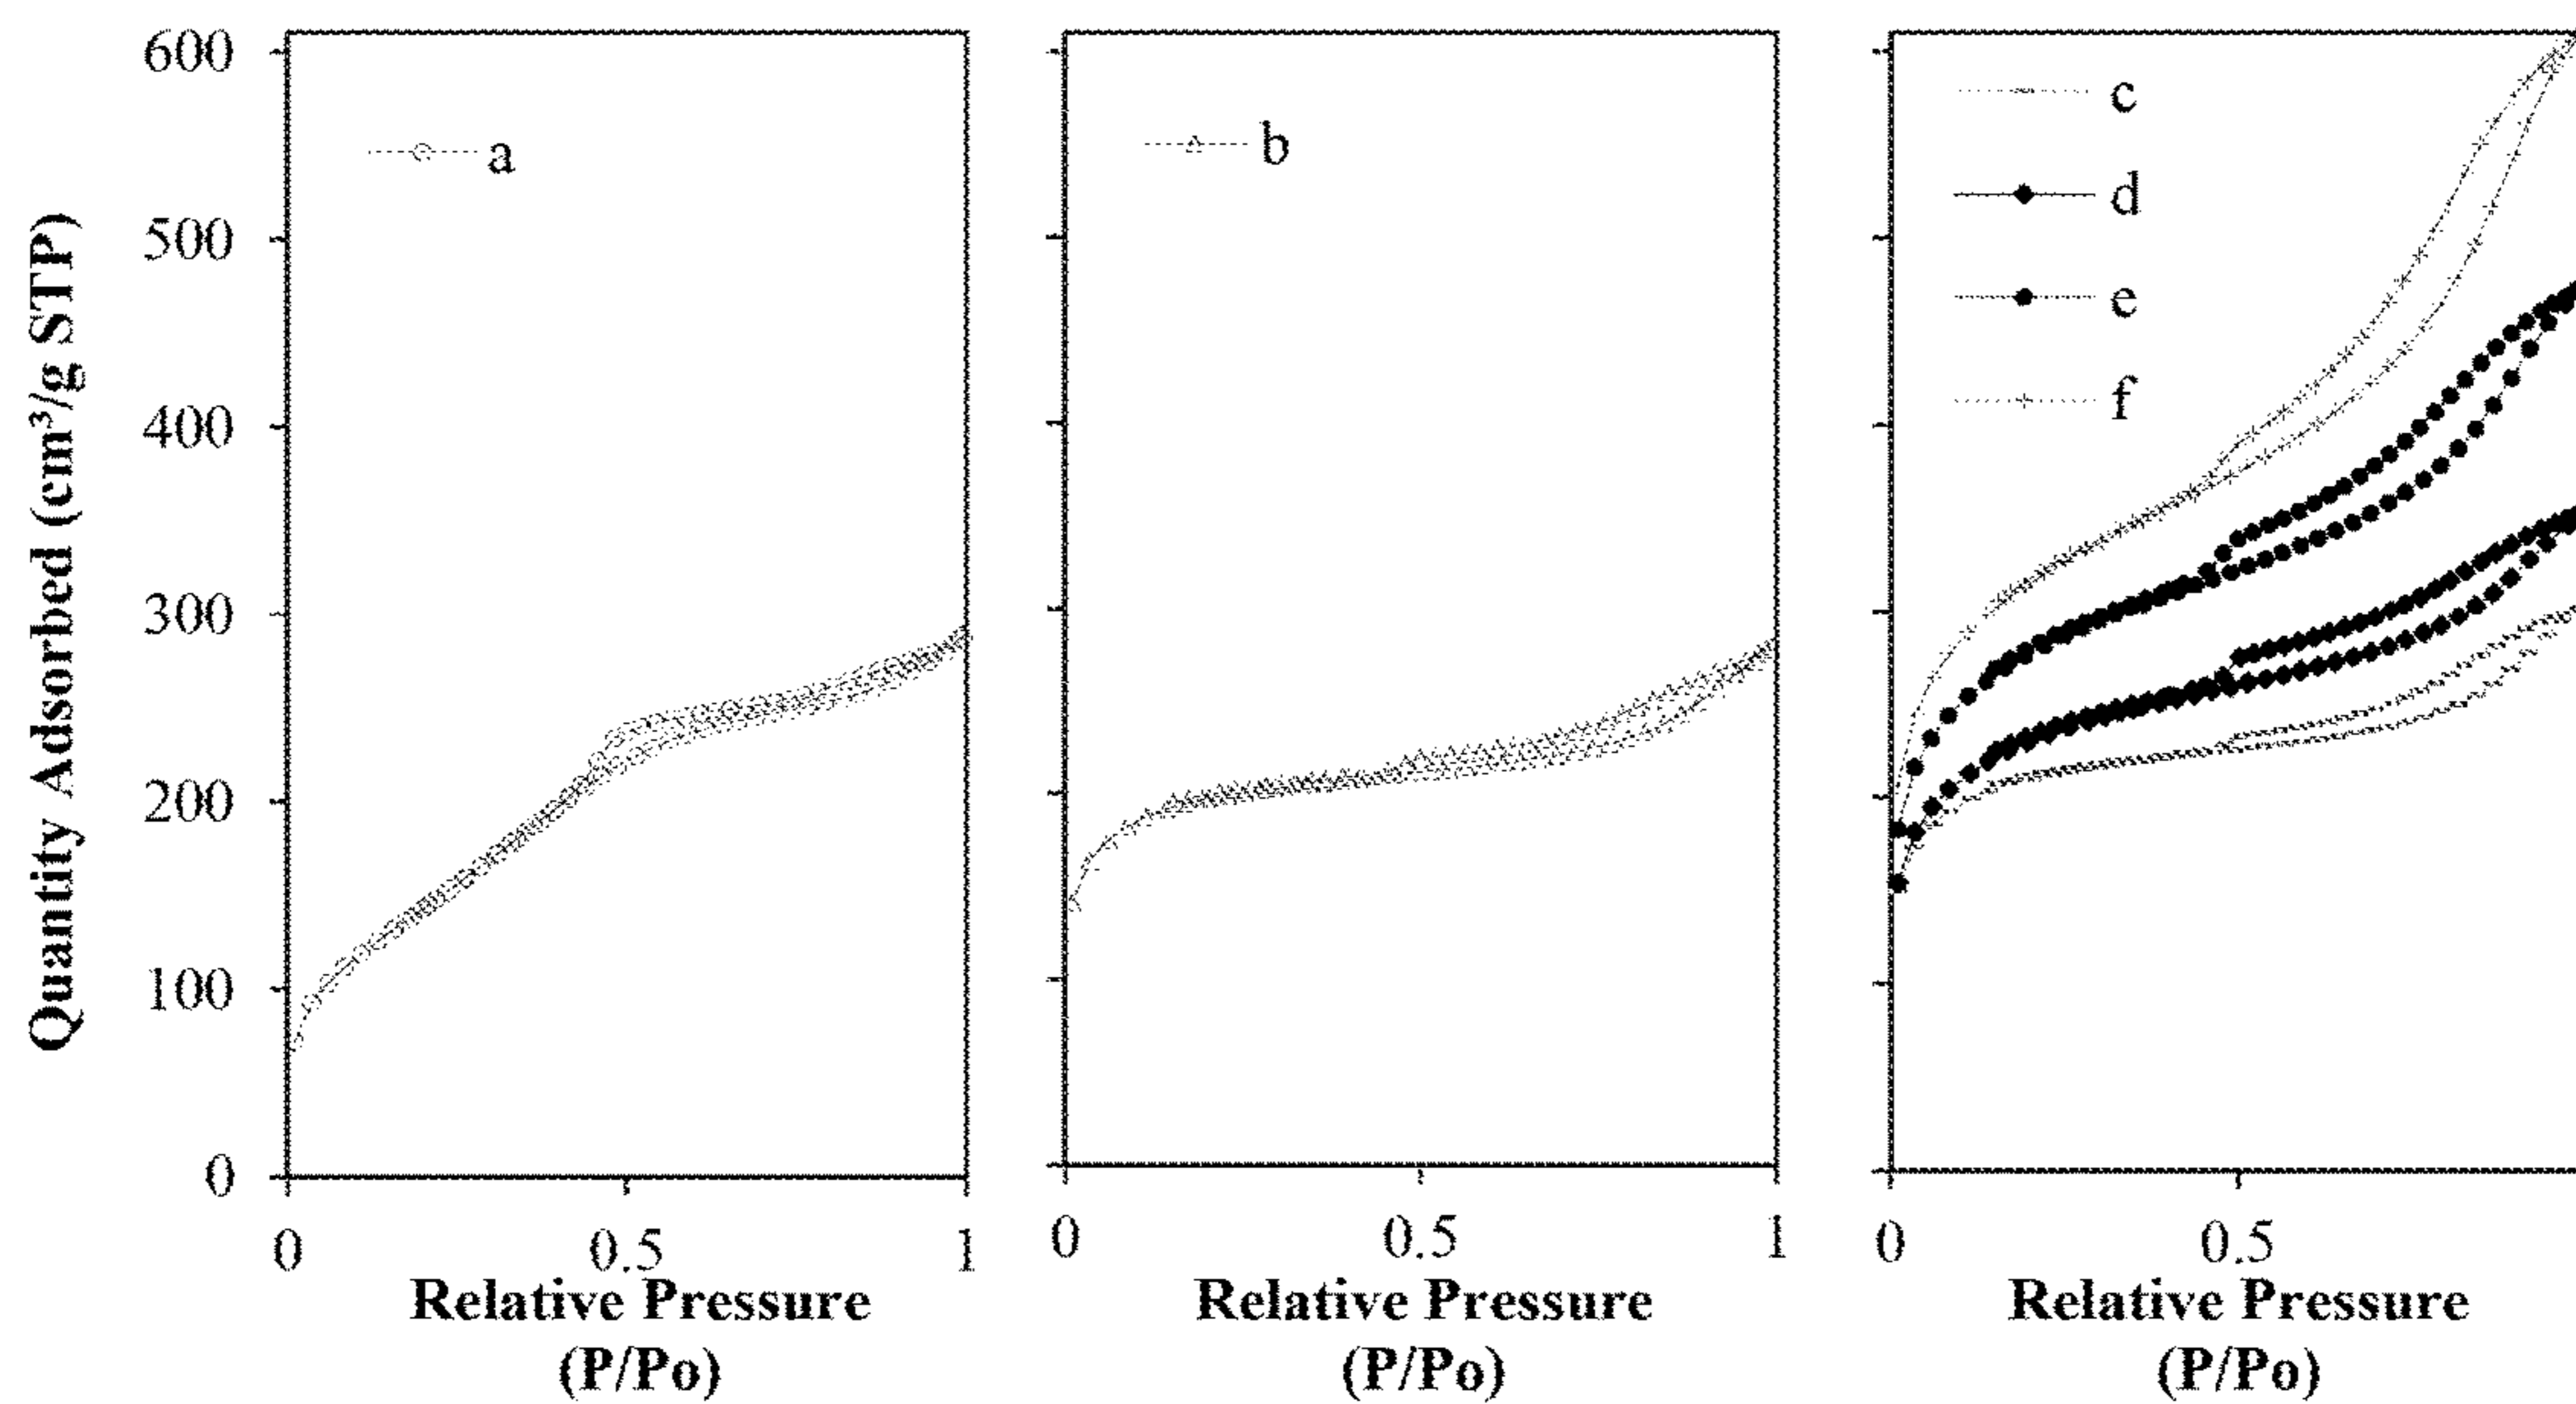 Quantity Adsorbed (cm³/g STP)
600
500
400
300
200
100
0
a
0 0.5 1
Relative Pressure
(P/Po)
b
0 0.5 1
Relative Pressure
(P/Po)
c
d
e
f
0 0.5
Relative Pressure
(P/Po)